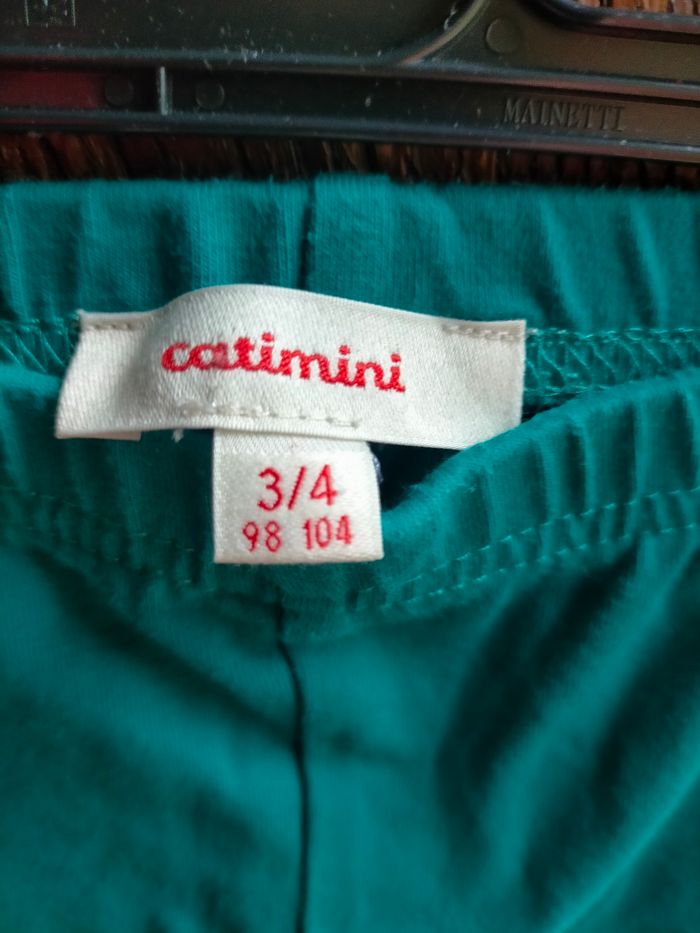 MAINETTI
catimini
3/4
98 104